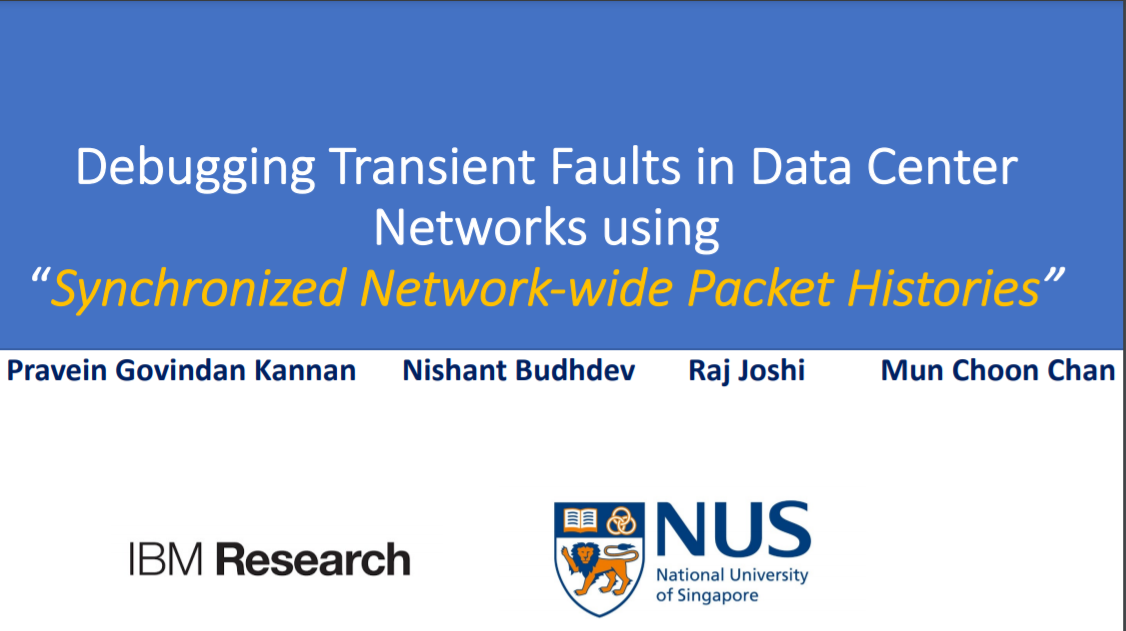 Debugging Transient Faults in Data Center
Networks using
“Synchronized Network-wide Packet Histories”
Pravein Govindan Kannan Nishant Budhdev Raj Joshi Mun Choon Chan
IBM Research
NUS
National University
of Singapore